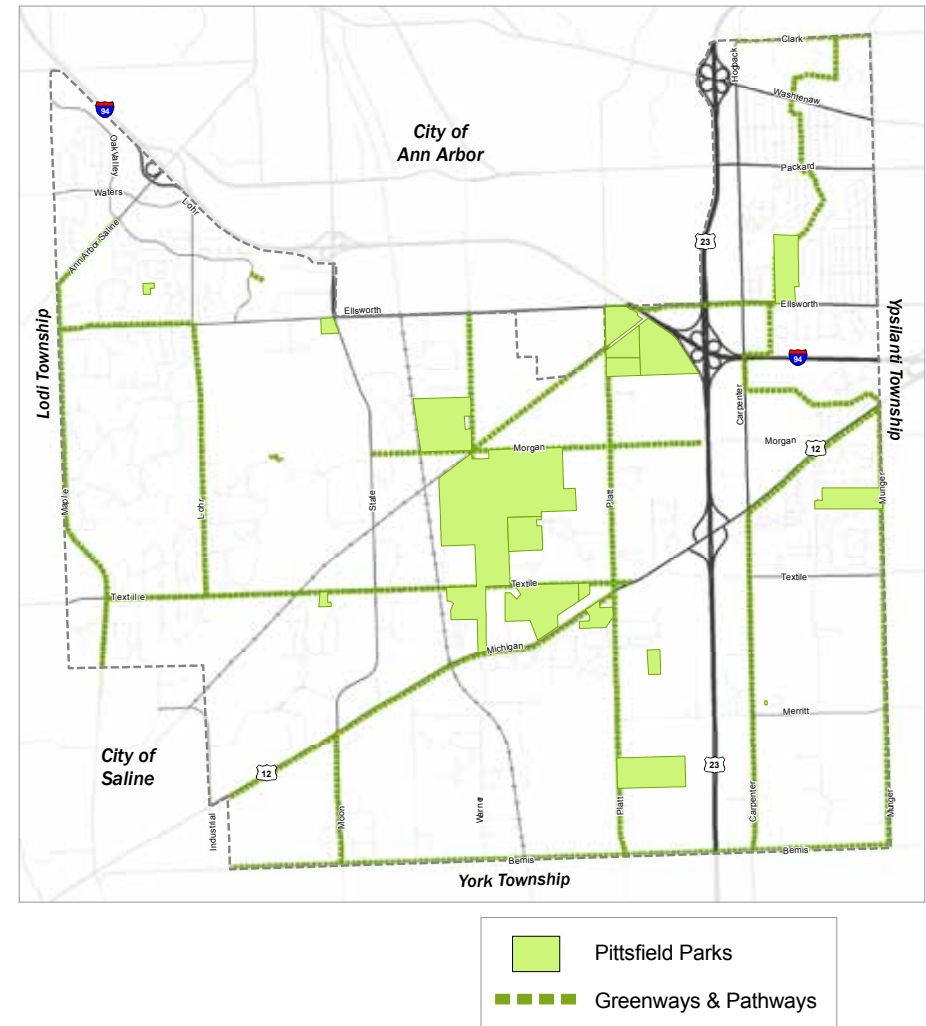 Clark
Hogback
94
Washtenaw
City of
Ann Arbor
Oak Valley
Packard
Waters
Lohr
Ann Arbor/Saline
23
Ellsworth
Ellsworth
Lodi Township
Ypsilanti Township
94
Carpenter
Morgan
Morgan
12
Maple
Lohr
State
Platt
Munger
Textile
Textile
Textile
Michigan
Merritt
City of
Saline
12
23
Industrial
Moon
Warne
Platt
Carpenter
Munger
Bemis
Bemis
York Township
Pittsfield Parks
Greenways & Pathways